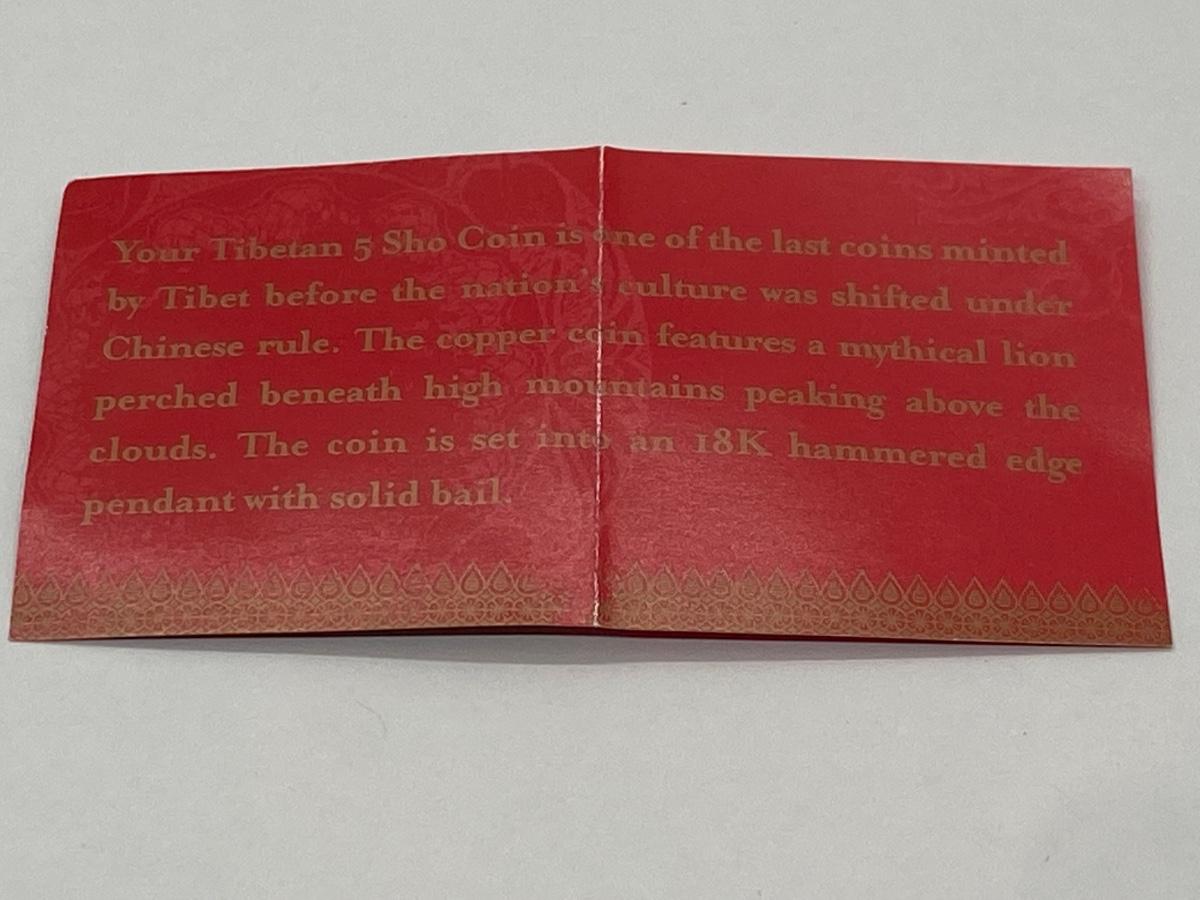 Your Tibetan 5 Sho Coin is one of the last coins minted
by Tibet before the nation's culture was shifted under
Chinese rule. The copper coin features a mythical lion
perched beneath high mountains peaking above the
clouds. The coin is set into an 18K hammered edge
pendant with solid bail.